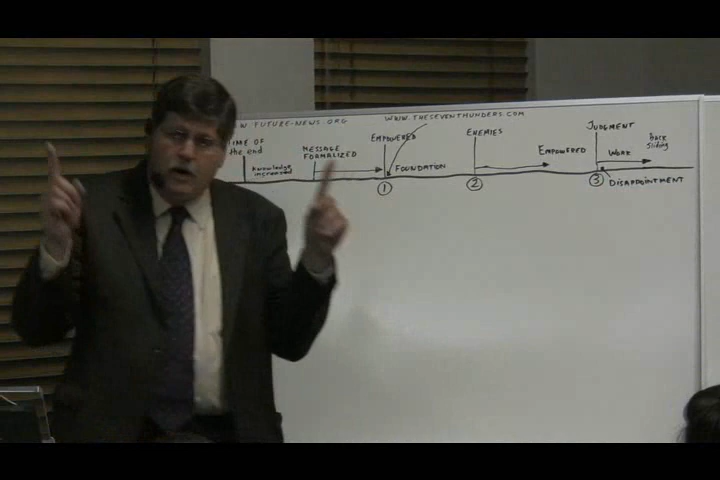 W.FUTURE-NEWS.ORG
WWW.THESEVENTHUNDERS.COM
TIME OF
the end
knowledge
increased
MESSAGE
FORMALIZED
EMPOWERED
FOUNDATION
1
ENEMIES
EMPOWERED
2
JUDGMENT
WORK
Back
Sliding
3
DISAPPOINTMENT